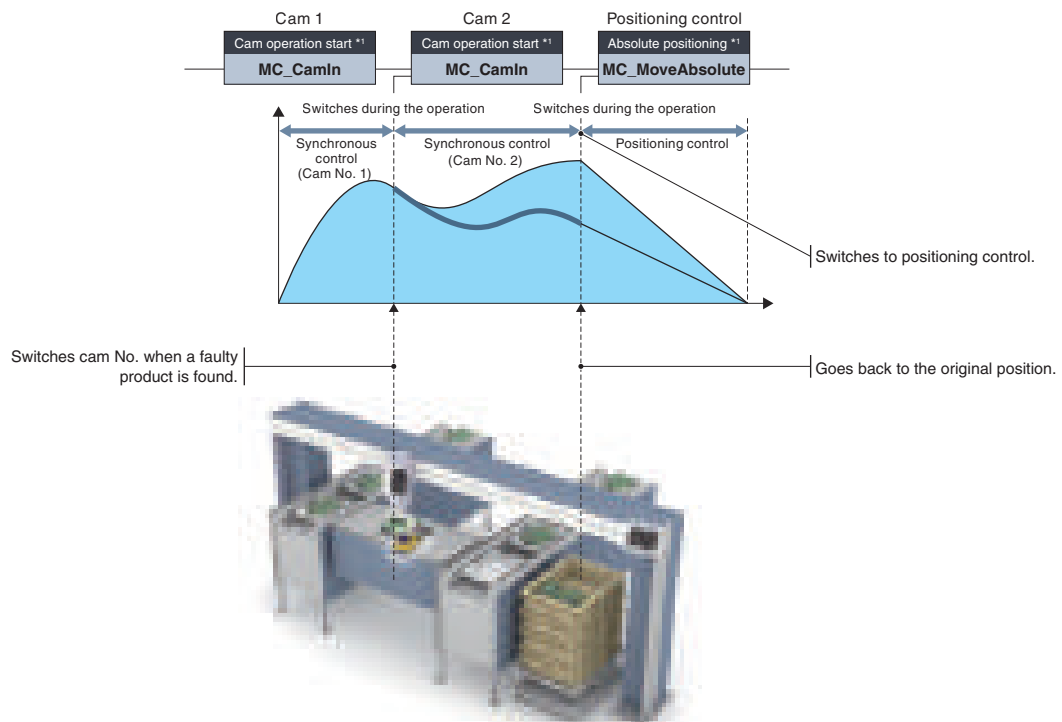 Cam 1
Cam 2
Positioning control
Cam operation start *1
Cam operation start *1
Absolute positioning *1
MC_CamIn
MC_CamIn
MC_MoveAbsolute
Switches during the operation
Switches during the operation
Synchronous
control
(Cam No. 1)
Synchronous control
(Cam No. 2)
Positioning control
Switches to positioning control.
Switches cam No. when a faulty
product is found.
Goes back to the original position.